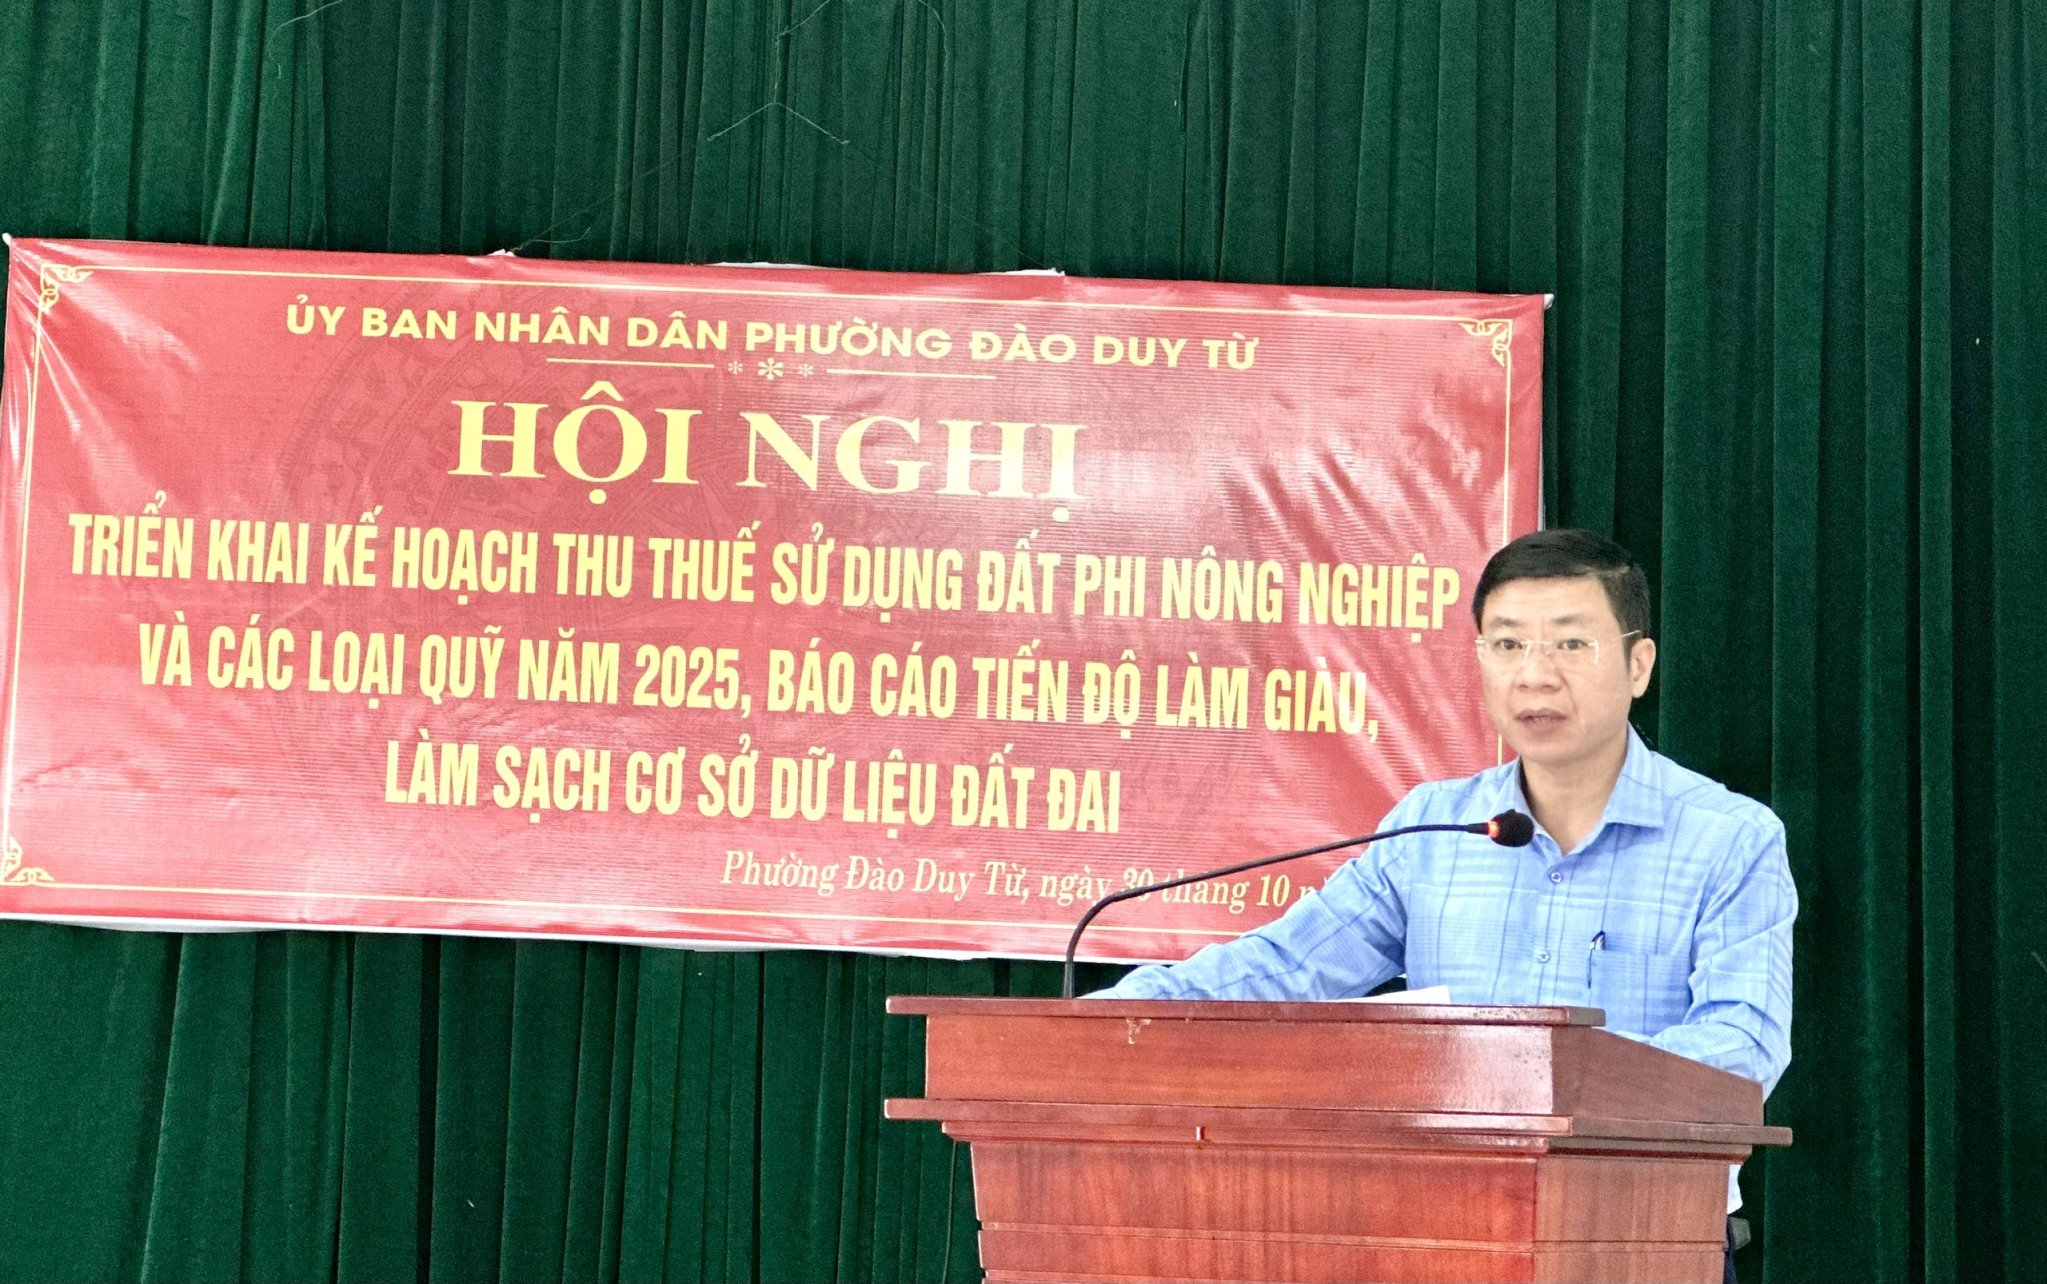 ỦY BAN NHÂN DÂN PHƯỜNG ĐÀO DUY TỪ
HỘI NGHỊ
TRIỂN KHAI KẾ HOẠCH THU THUẾ SỬ DỤNG ĐẤT PHI NÔNG NGHIỆP
VÀ CÁC LOẠI QUỸ NĂM 2025, BÁO CÁO TIẾN ĐỘ LÀM GIÀU,
LÀM SẠCH CƠ SỞ DỮ LIỆU ĐẤT ĐAI
Phường Đào Duy Từ, ngày 30 tháng 10